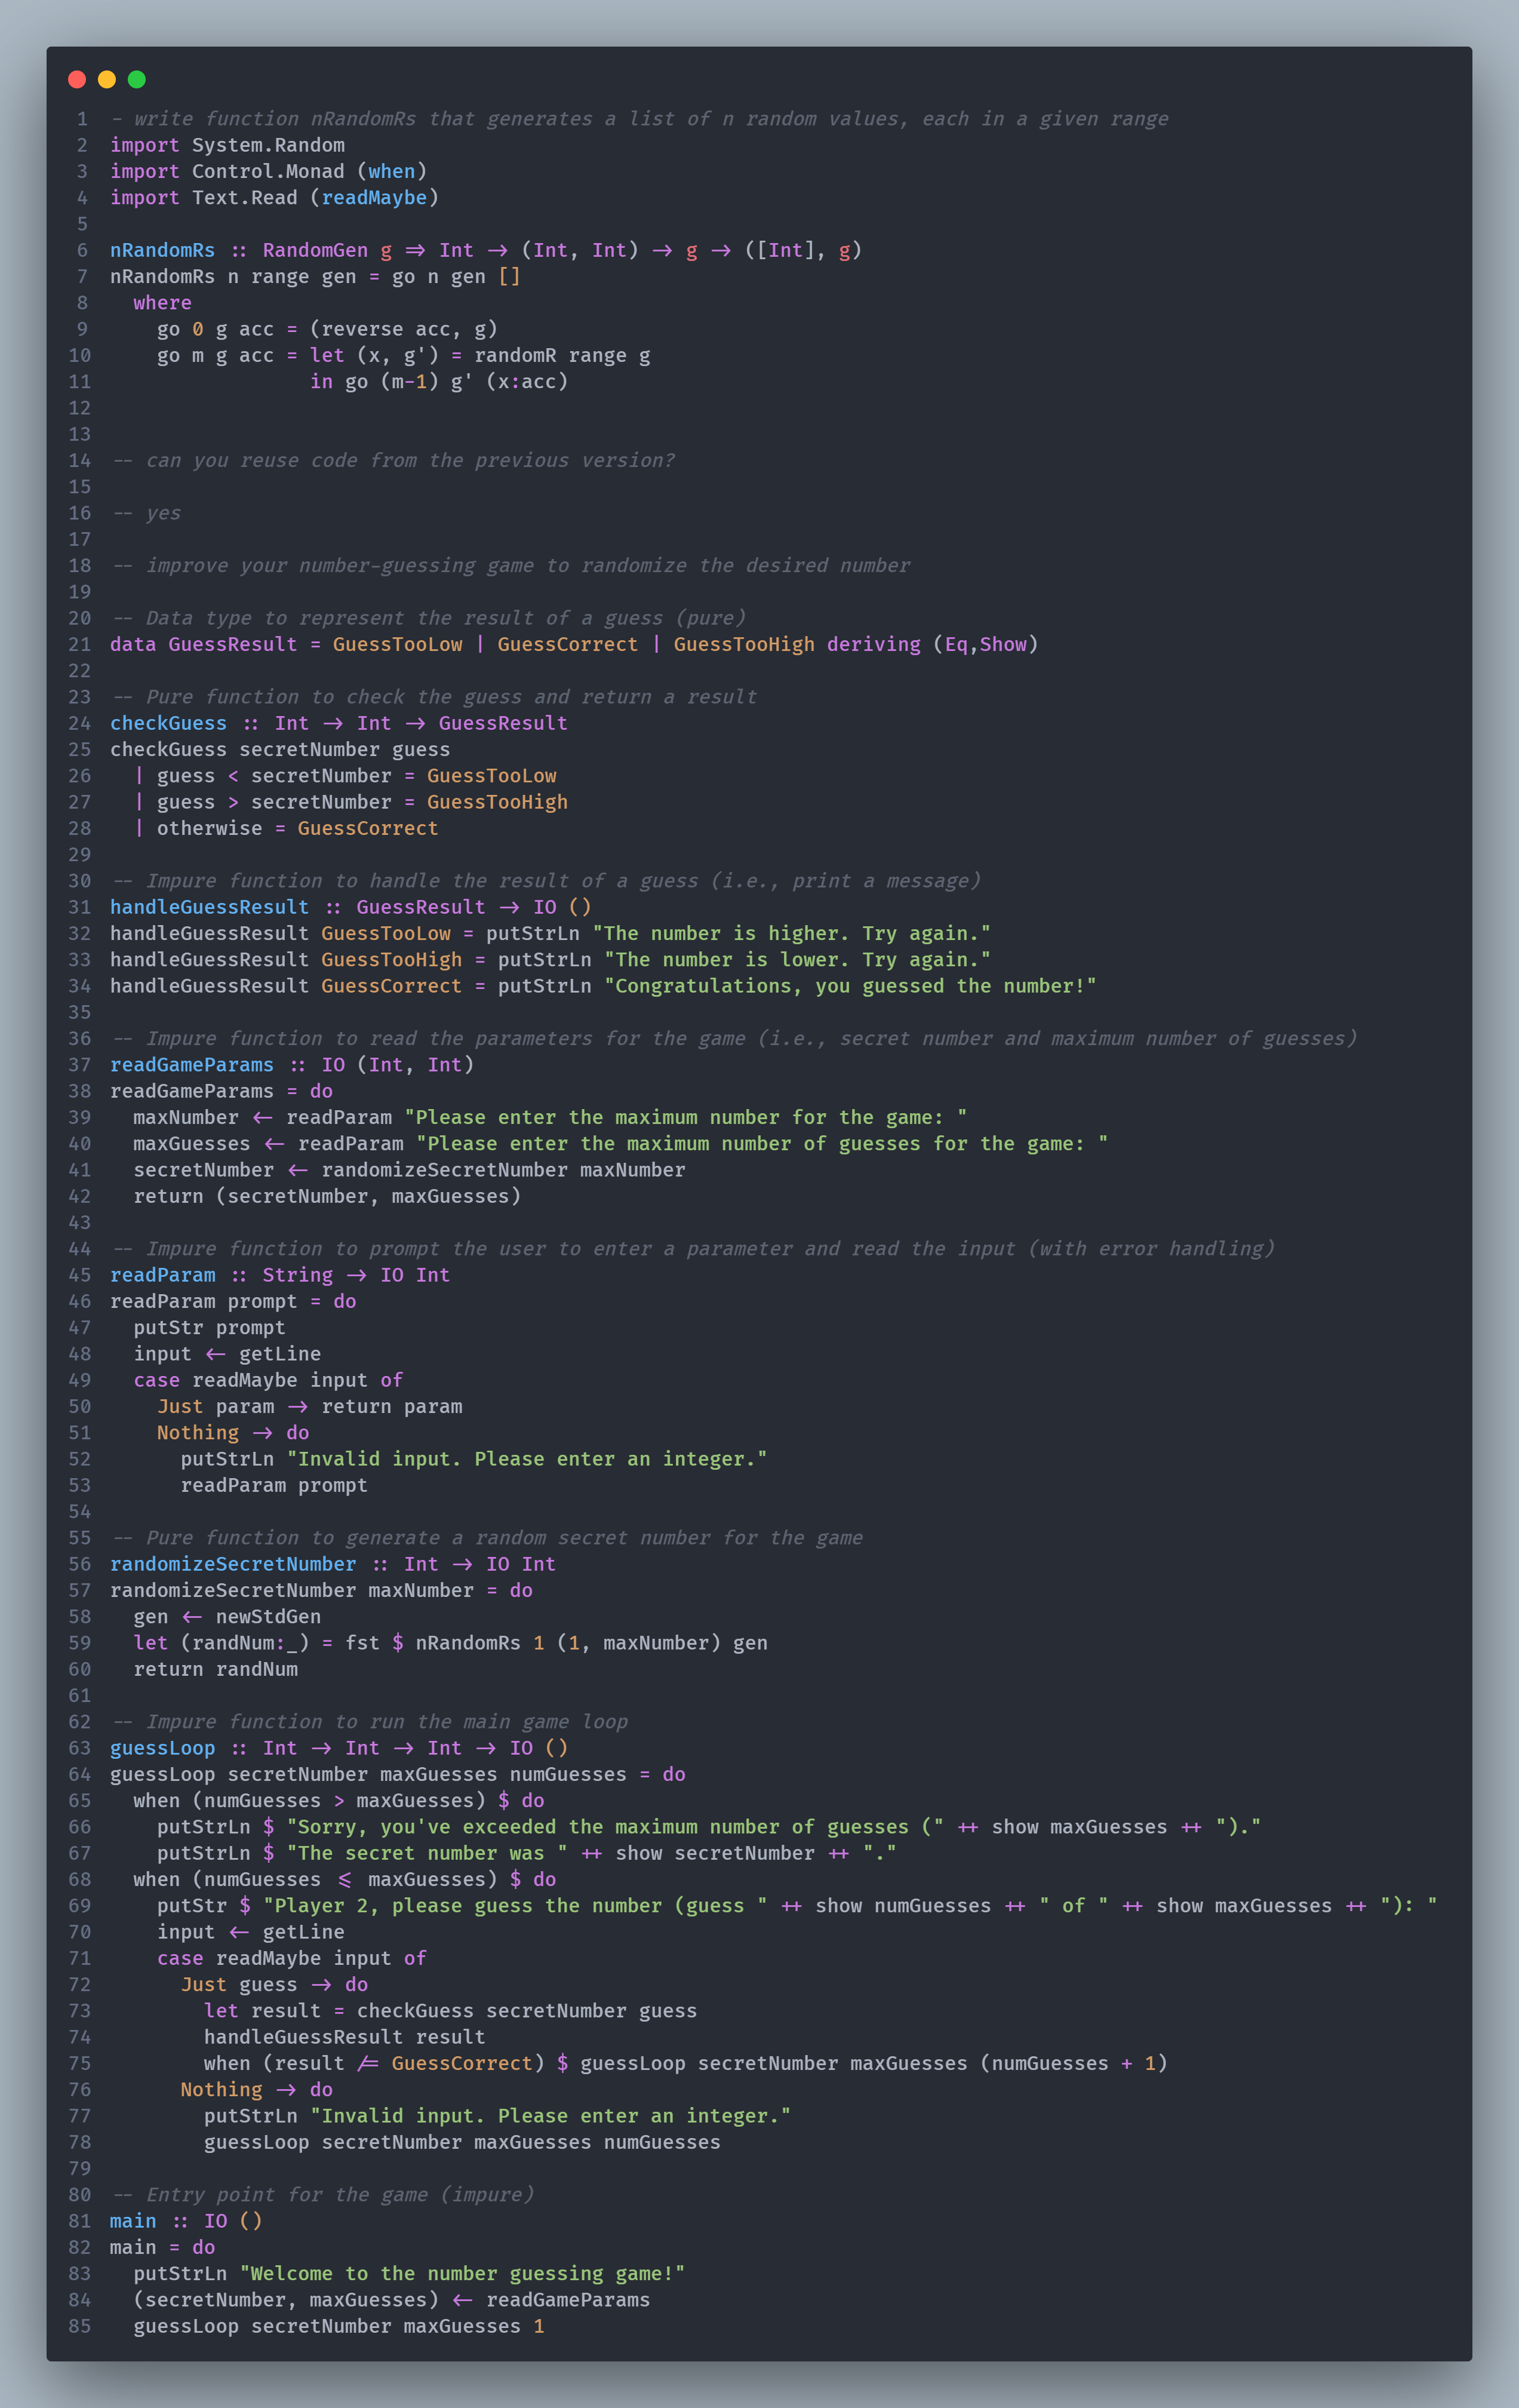 1 - write function nRandomRs that generates a list of n random values, each in a given range
2 import System.Random
3 import Control.Monad (when)
4 import Text.Read (readMaybe)
5
6 nRandomRs :: RandomGen g => Int -> (Int, Int) -> g -> ([Int], g)
7 nRandomRs n range gen = go n gen []
8   where
9     go 0 g acc = (reverse acc, g)
10     go m g acc = let (x, g') = randomR range g
11                  in go (m-1) g' (x:acc)
12
13
14 -- can you reuse code from the previous version?
15
16 -- yes
17
18 -- improve your number-guessing game to randomize the desired number
19
20 -- Data type to represent the result of a guess (pure)
21 data GuessResult = GuessTooLow | GuessCorrect | GuessTooHigh deriving (Eq,Show)
22
23 -- Pure function to check the guess and return a result
24 checkGuess :: Int -> Int -> GuessResult
25 checkGuess secretNumber guess
26   | guess < secretNumber = GuessTooLow
27   | guess > secretNumber = GuessTooHigh
28   | otherwise = GuessCorrect
29
30 -- Impure function to handle the result of a guess (i.e., print a message)
31 handleGuessResult :: GuessResult -> IO ()
32 handleGuessResult GuessTooLow = putStrLn "The number is higher. Try again."
33 handleGuessResult GuessTooHigh = putStrLn "The number is lower. Try again."
34 handleGuessResult GuessCorrect = putStrLn "Congratulations, you guessed the number!"
35
36 -- Impure function to read the parameters for the game (i.e., secret number and maximum number of guesses)
37 readGameParams :: IO (Int, Int)
38 readGameParams = do
39   maxNumber <- readParam "Please enter the maximum number for the game: "
40   maxGuesses <- readParam "Please enter the maximum number of guesses for the game: "
41   secretNumber <- randomizeSecretNumber maxNumber
42   return (secretNumber, maxGuesses)
43
44 -- Impure function to prompt the user to enter a parameter and read the input (with error handling)
45 readParam :: String -> IO Int
46 readParam prompt = do
47   putStr prompt
48   input <- getLine
49   case readMaybe input of
50     Just param -> return param
51     Nothing -> do
52       putStrLn "Invalid input. Please enter an integer."
53       readParam prompt
54
55 -- Pure function to generate a random secret number for the game
56 randomizeSecretNumber :: Int -> IO Int
57 randomizeSecretNumber maxNumber = do
58   gen <- newStdGen
59   let (randNum:_) = fst $ nRandomRs 1 (1, maxNumber) gen
60   return randNum
61
62 -- Impure function to run the main game loop
63 guessLoop :: Int -> Int -> Int -> IO ()
64 guessLoop secretNumber maxGuesses numGuesses = do
65   when (numGuesses > maxGuesses) $ do
66     putStrLn $ "Sorry, you've exceeded the maximum number of guesses (" ++ show maxGuesses ++ ")."
67     putStrLn $ "The secret number was " ++ show secretNumber ++ "."
68   when (numGuesses <= maxGuesses) $ do
69     putStr $ "Player 2, please guess the number (guess " ++ show numGuesses ++ " of " ++ show maxGuesses ++ "): "
70     input <- getLine
71     case readMaybe input of
72       Just guess -> do
73         let result = checkGuess secretNumber guess
74         handleGuessResult result
75         when (result /= GuessCorrect) $ guessLoop secretNumber maxGuesses (numGuesses + 1)
76       Nothing -> do
77         putStrLn "Invalid input. Please enter an integer."
78         guessLoop secretNumber maxGuesses numGuesses
79
80 -- Entry point for the game (impure)
81 main :: IO ()
82 main = do
83   putStrLn "Welcome to the number guessing game!"
84   (secretNumber, maxGuesses) <- readGameParams
85   guessLoop secretNumber maxGuesses 1